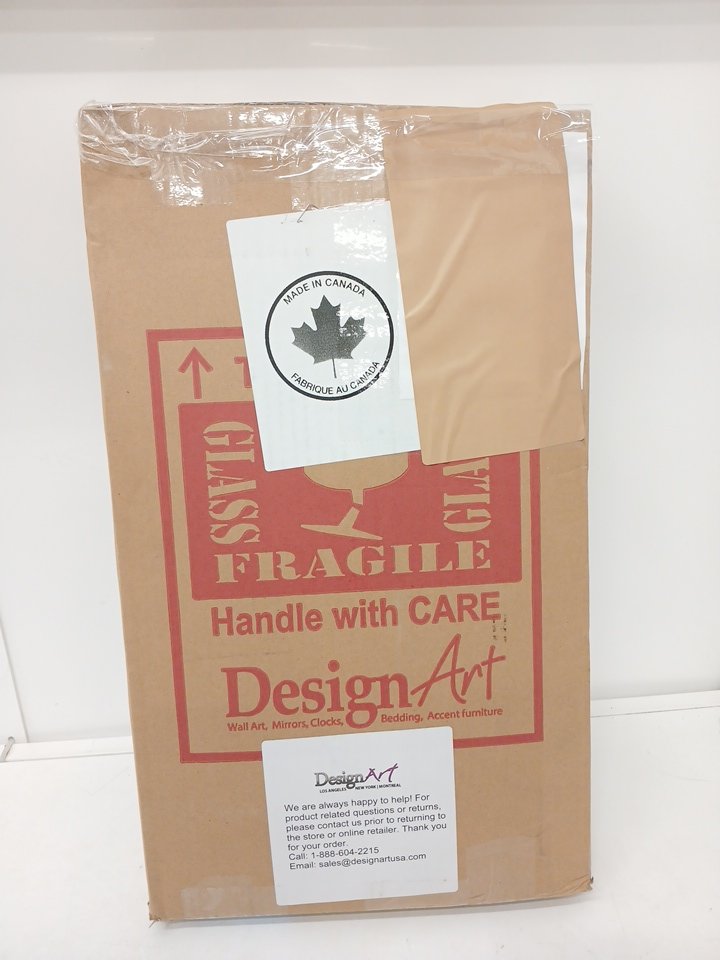 MADE IN CANADA
FABRIQUE AU CANADA
GLASS
FRAGILE
Handle with CARE
DesignArt
Wall Art, Mirrors, Clocks, Bedding, Accent furniture
DesignArt
LOS ANGELES NEW YORK | MONTREAL
We are always happy to help! For
product related questions or returns,
please contact us prior to returning to
the store or online retailer. Thank you
for your order.
Call: 1-888-604-2215
Email: sales@designartusa.com